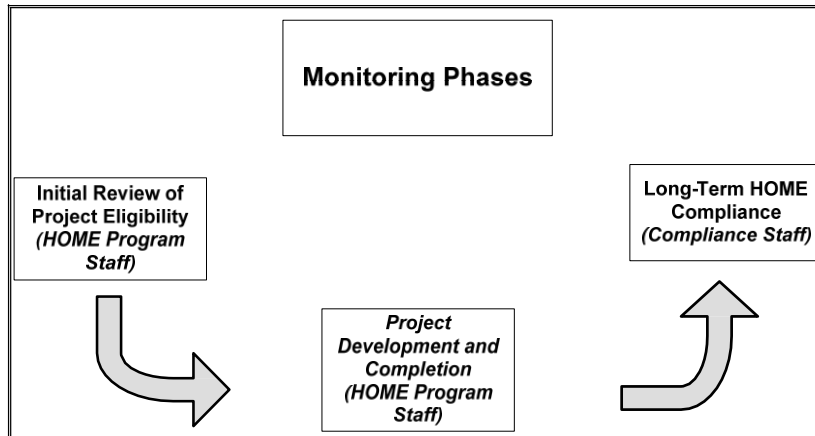 Monitoring Phases
Initial Review of
Project Eligibility
(HOME Program
Staff)
Project
Development and
Completion
(HOME Program
Staff)
Long-Term HOME
Compliance
(Compliance Staff)